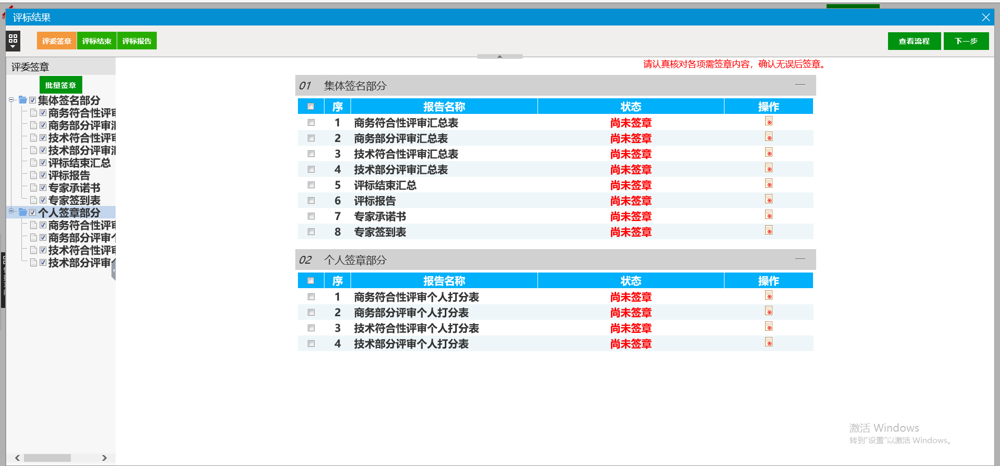 评标结果
评委签章 评标结束 评标报告 查看流程 下一步
评委签章
批量签章
集体签名部分
商务符合性评审
商务部分评审汇
技术符合性评审
技术部分评审汇
评标结束汇总
评标报告
专家承诺书
专家签到表
个人签章部分
商务符合性评审
商务部分评审个
技术符合性评审
技术部分评审个
请认真核对各项需签章内容，确认无误后签章。
01 集体签名部分
序 报告名称 状态 操作
1 商务符合性评审汇总表 尚未签章
2 商务部分评审汇总表 尚未签章
3 技术符合性评审汇总表 尚未签章
4 技术部分评审汇总表 尚未签章
5 评标结束汇总 尚未签章
6 评标报告 尚未签章
7 专家承诺书 尚未签章
8 专家签到表 尚未签章
02 个人签章部分
序 报告名称 状态 操作
1 商务符合性评审个人打分表 尚未签章
2 商务部分评审个人打分表 尚未签章
3 技术符合性评审个人打分表 尚未签章
4 技术部分评审个人打分表 尚未签章
激活 Windows
转到“设置”以激活 Windows。